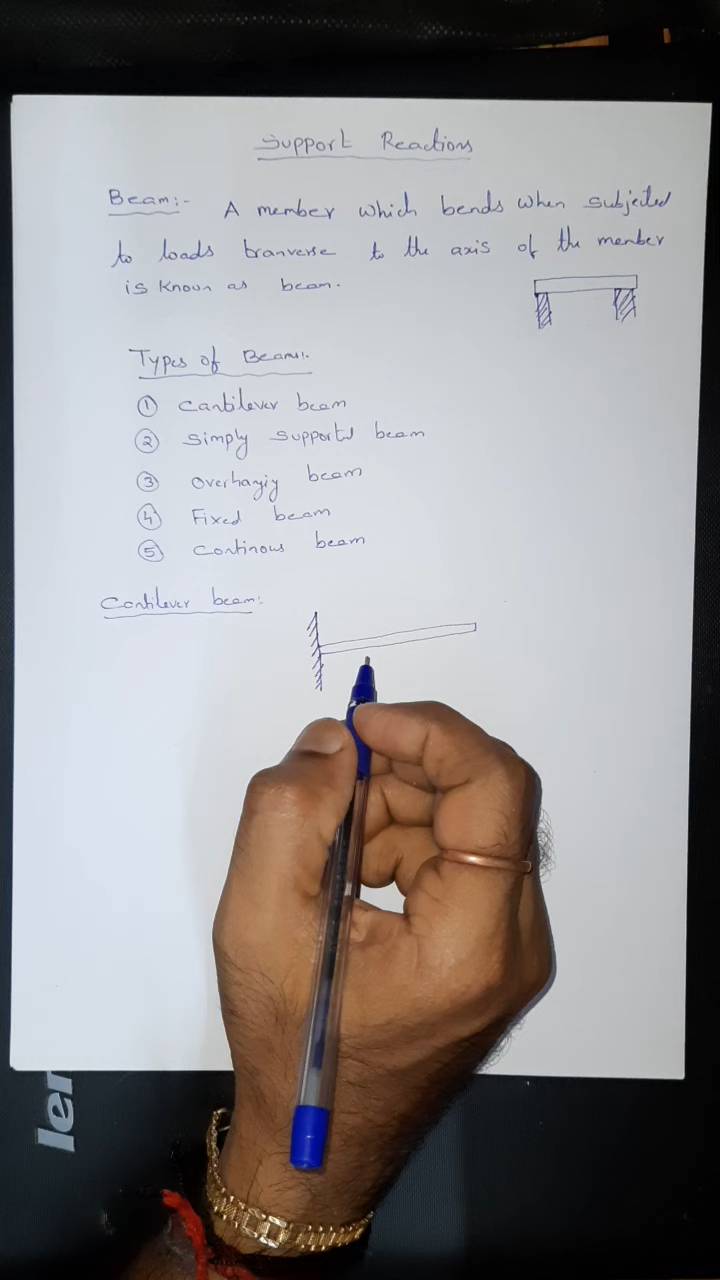 Support Reactions
Beam:- A member which bends when subjected
to loads tranverse to the axis of the member
is known as beam.
Types of Beams:.
① Cantilever beam
② Simply supported beam
③ Overhangig beam
④ Fixed beam
⑤ Continous beam
Cantilever beam:
len